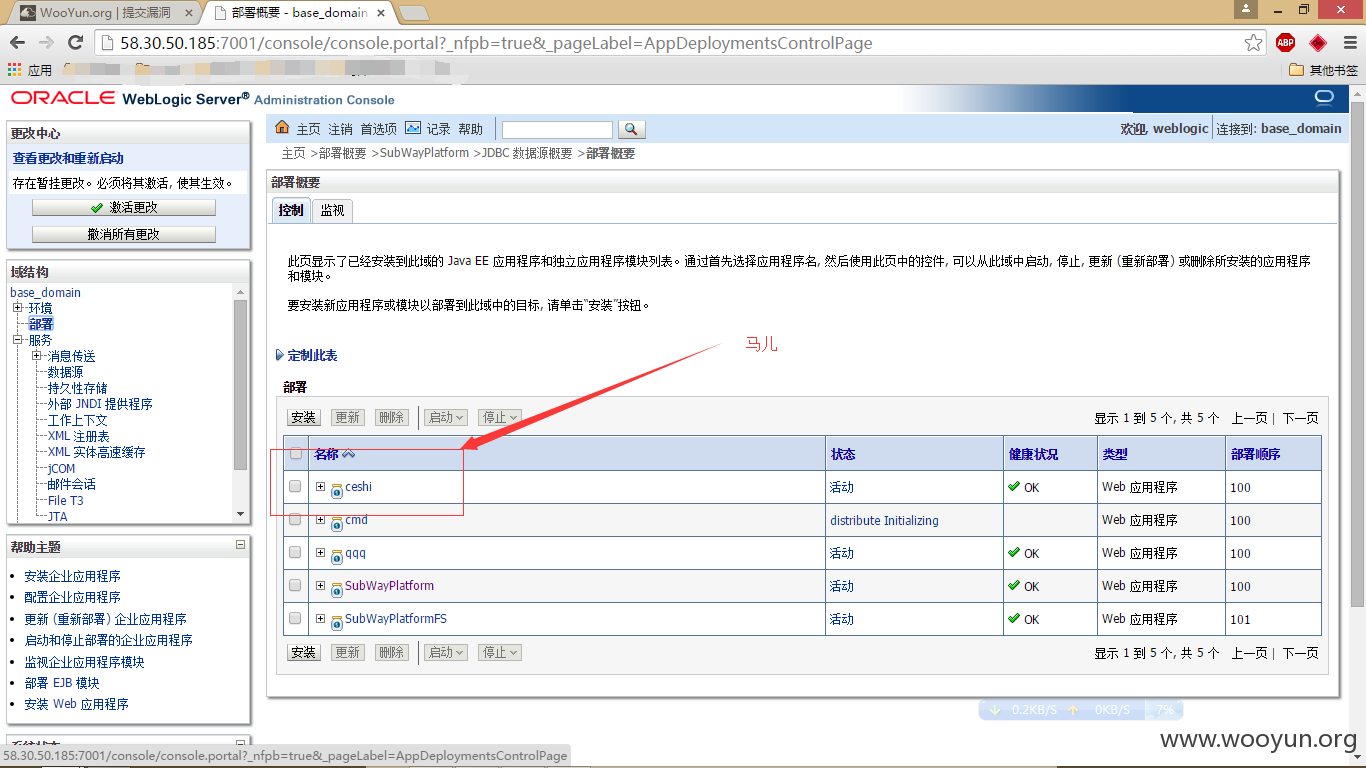 WooYun.org | 提交漏洞
部署概要 - base_domain
58.30.50.185:7001/console/console.portal?_nfpb=true&_pageLabel=AppDeploymentsControlPage
ABP
应用
其他书签
ORACLE WebLogic Server® Administration Console
更改中心
查看更改和重新启动
存在暂挂更改。必须将其激活, 使其生效。
激活更改
撤消所有更改
域结构
base_domain
环境
部署
服务
消息传送
数据源
持久性存储
外部 JNDI 提供程序
工作上下文
XML 注册表
XML 实体高速缓存
jCOM
邮件会话
File T3
JTA
帮助主题
安装企业应用程序
配置企业应用程序
更新 (重新部署) 企业应用程序
启动和停止部署的企业应用程序
监视企业应用程序模块
部署 EJB 模块
安装 Web 应用程序
主页 注销 首选项 记录 帮助
欢迎, weblogic 连接到: base_domain
主页 >部署概要 >SubWayPlatform >JDBC 数据源概要 >部署概要
部署概要
控制 监视
此页显示了已经安装到此域的 Java EE 应用程序和独立应用程序模块列表。通过首先选择应用程序名, 然后使用此页中的控件, 可以从此域中启动, 停止, 更新 (重新部署) 或删除所安装的应用程序
和模块。
要安装新应用程序或模块以部署到此域中的目标, 请单击“安装”按钮。
马儿
定制此表
部署
安装 更新 删除 启动 停止 显示 1 到 5 个, 共 5 个 上一页 | 下一页
名称 状态 健康状况 类型 部署顺序
ceshi 活动 OK Web 应用程序 100
cmd distribute Initializing Web 应用程序 100
qqq 活动 OK Web 应用程序 100
SubWayPlatform 活动 OK Web 应用程序 100
SubWayPlatformFS 活动 OK Web 应用程序 101
安装 更新 删除 启动 停止 显示 1 到 5 个, 共 5 个 上一页 | 下一页
0.2KB/S 0KB/S 7%
www.wooyun.org
58.30.50.185:7001/console/console.portal?_nfpb=true&_pageLabel=AppDeploymentsControlPage